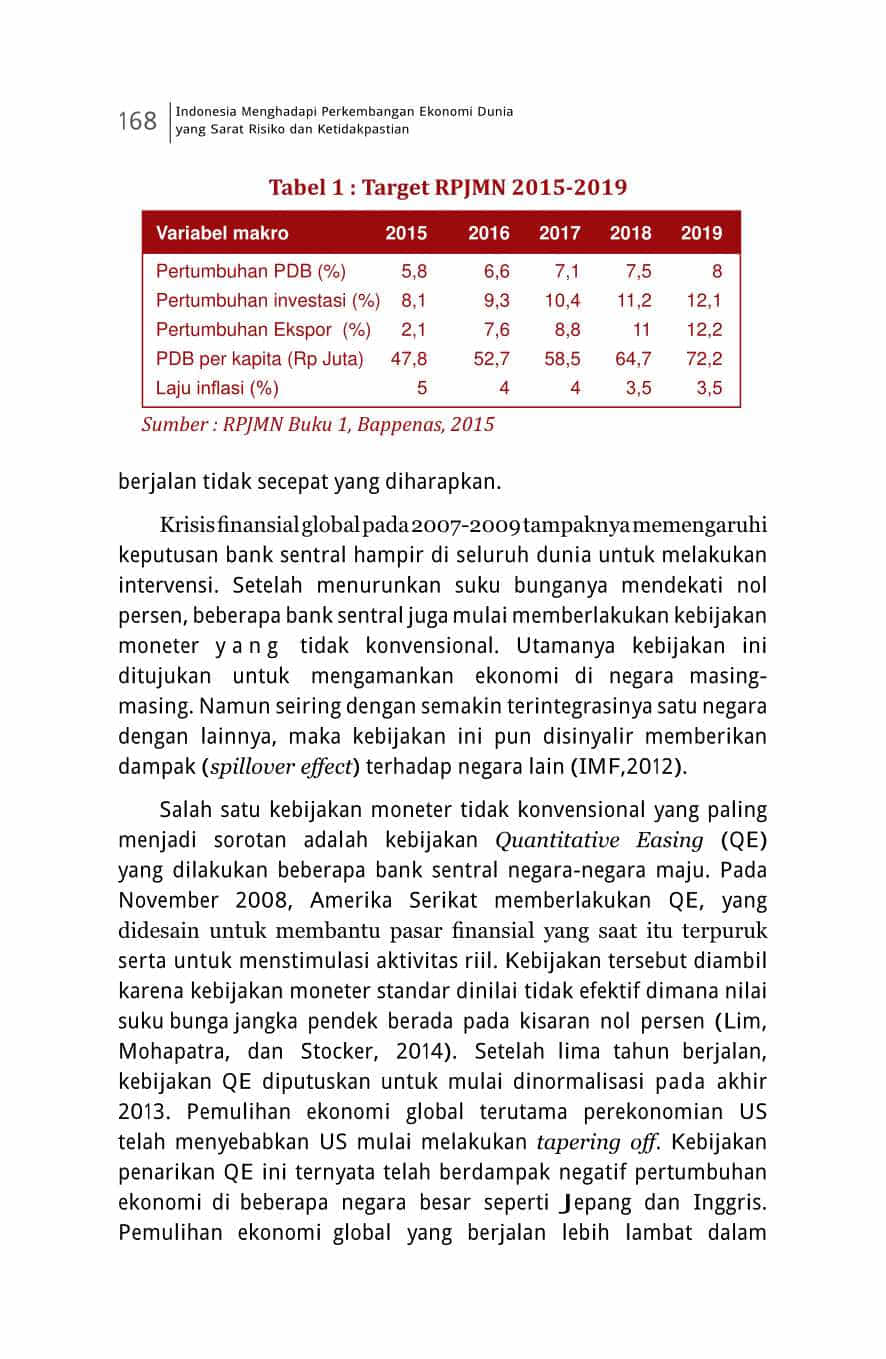 168
Indonesia Menghadapi Perkembangan Ekonomi Dunia
yang Sarat Risiko dan Ketidakpastian
Tabel 1 : Target RPJMN 2015-2019
Variabel makro 2015 2016 2017 2018 2019
Pertumbuhan PDB (%) 5,8 6,6 7,1 7,5 8
Pertumbuhan investasi (%) 8,1 9,3 10,4 11,2 12,1
Pertumbuhan Ekspor (%) 2,1 7,6 8,8 11 12,2
PDB per kapita (Rp Juta) 47,8 52,7 58,5 64,7 72,2
Laju inflasi (%) 5 4 4 3,5 3,5
Sumber : RPJMN Buku 1, Bappenas, 2015
berjalan tidak secepat yang diharapkan.
Krisis finansial global pada 2007-2009 tampaknya memengaruhi
keputusan bank sentral hampir di seluruh dunia untuk melakukan
intervensi. Setelah menurunkan suku bunganya mendekati nol
persen, beberapa bank sentral juga mulai memberlakukan kebijakan
moneter yang tidak konvensional. Utamanya kebijakan ini
ditujukan untuk mengamankan ekonomi di negara masing-
masing. Namun seiring dengan semakin terintegrasinya satu negara
dengan lainnya, maka kebijakan ini pun disinyalir memberikan
dampak (spillover effect) terhadap negara lain (IMF,2012).
Salah satu kebijakan moneter tidak konvensional yang paling
menjadi sorotan adalah kebijakan Quantitative Easing (QE)
yang dilakukan beberapa bank sentral negara-negara maju. Pada
November 2008, Amerika Serikat memberlakukan QE, yang
didesain untuk membantu pasar finansial yang saat itu terpuruk
serta untuk menstimulasi aktivitas riil. Kebijakan tersebut diambil
karena kebijakan moneter standar dinilai tidak efektif dimana nilai
suku bunga jangka pendek berada pada kisaran nol persen (Lim,
Mohapatra, dan Stocker, 2014). Setelah lima tahun berjalan,
kebijakan QE diputuskan untuk mulai dinormalisasi pada akhir
2013. Pemulihan ekonomi global terutama perekonomian US
telah menyebabkan US mulai melakukan tapering off. Kebijakan
penarikan QE ini ternyata telah berdampak negatif pertumbuhan
ekonomi di beberapa negara besar seperti Jepang dan Inggris.
Pemulihan ekonomi global yang berjalan lebih lambat dalam